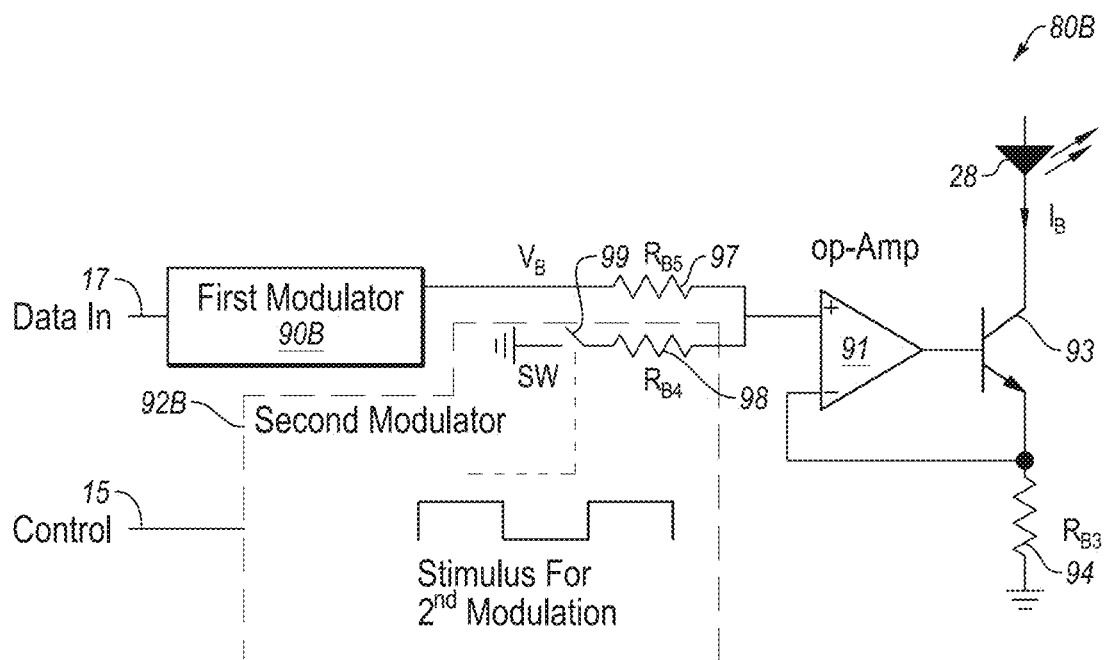 80B
28
I_B
op-Amp
V_B
99
R_B5
97
17
Data In
First Modulator
90B
+
91
−
93
SW
R_B4
98
92B
Second Modulator
15
Control
R_B3
94
Stimulus For
2nd Modulation